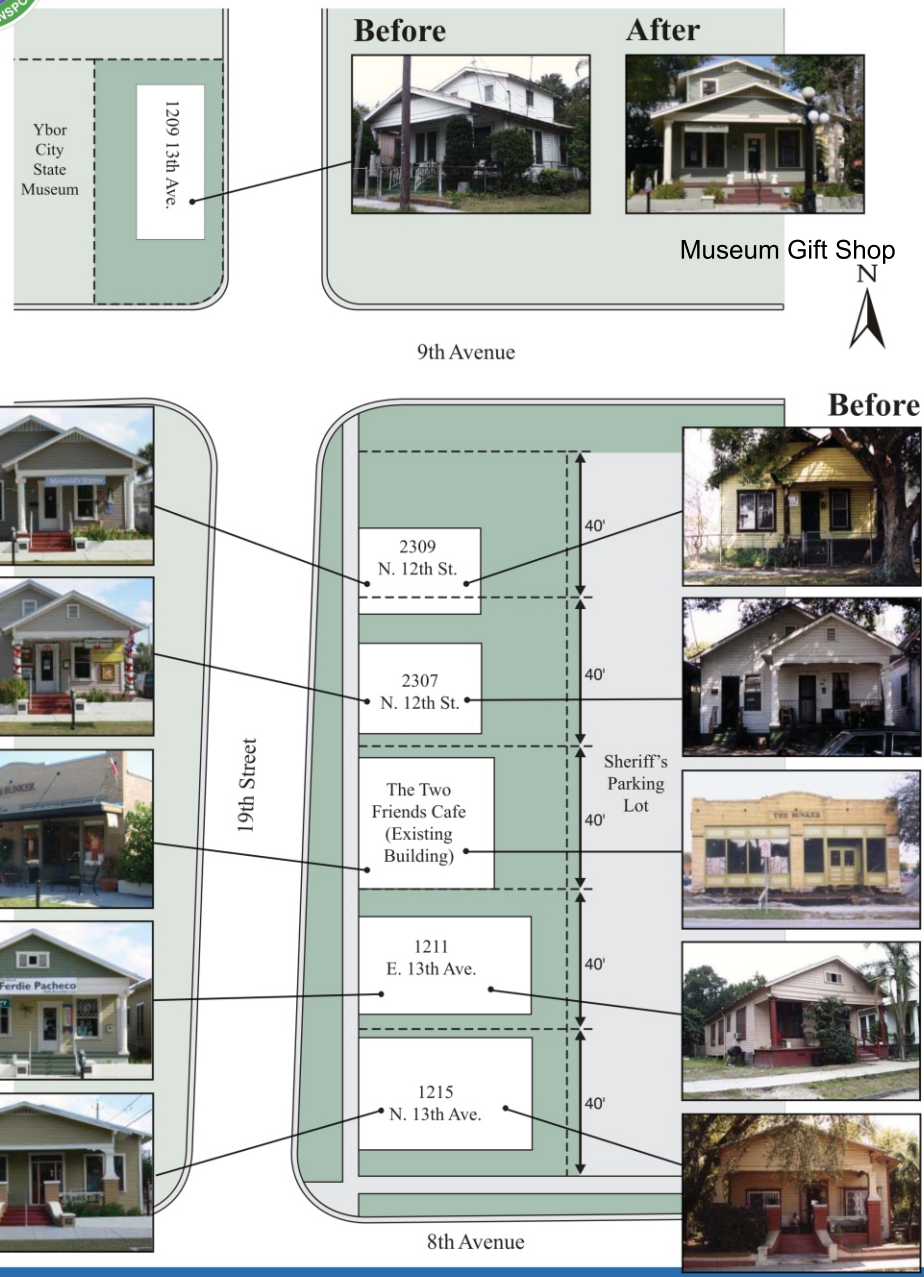 NSPO
Before
After
Ybor
City
State
Museum
1209 13th Ave.
Museum Gift Shop
N
9th Avenue
Before
2309
N. 12th St.
40'
2307
N. 12th St.
40'
THE BUNKER
BUNKER
19th Street
The Two
Friends Cafe
(Existing
Building)
40'
Sheriff's
Parking
Lot
Ferdie Pacheco
1211
E. 13th Ave.
40'
1215
N. 13th Ave.
40'
8th Avenue